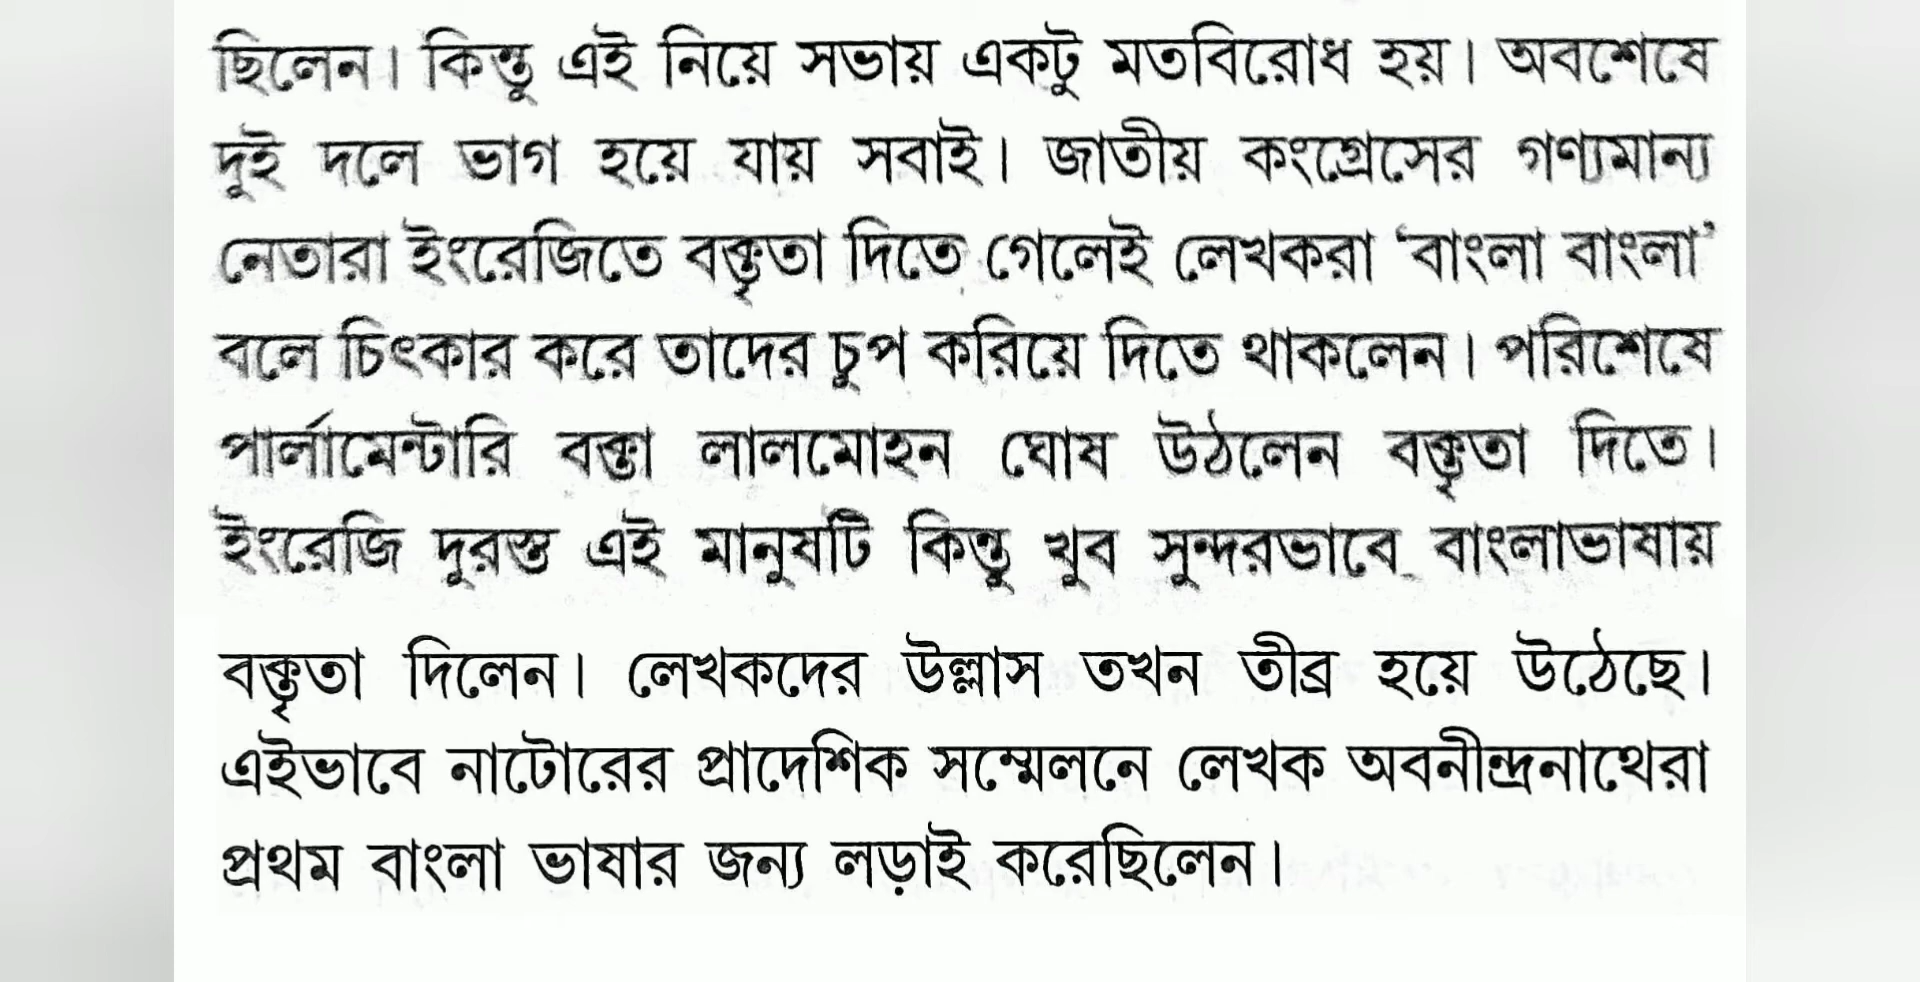 ছিলেন। কিন্তু এই নিয়ে সভায় একটু মতবিরোধ হয়। অবশেষে
দুই দলে ভাগ হয়ে যায় সবাই। জাতীয় কংগ্রেসের গণ্যমান্য
নেতারা ইংরেজিতে বক্তৃতা দিতে গেলেই লেখকরা ‘বাংলা বাংলা’
বলে চিৎকার করে তাদের চুপ করিয়ে দিতে থাকলেন। পরিশেষে
পার্লামেন্টারি বক্তা লালমোহন ঘোষ উঠলেন বক্তৃতা দিতে।
ইংরেজি দুরস্ত এই মানুষটি কিন্তু খুব সুন্দরভাবে বাংলাভাষায়
বক্তৃতা দিলেন। লেখকদের উল্লাস তখন তীব্র হয়ে উঠেছে।
এইভাবে নাটোরের প্রাদেশিক সম্মেলনে লেখক অবনীন্দ্রনাথেরা
প্রথম বাংলা ভাষার জন্য লড়াই করেছিলেন।